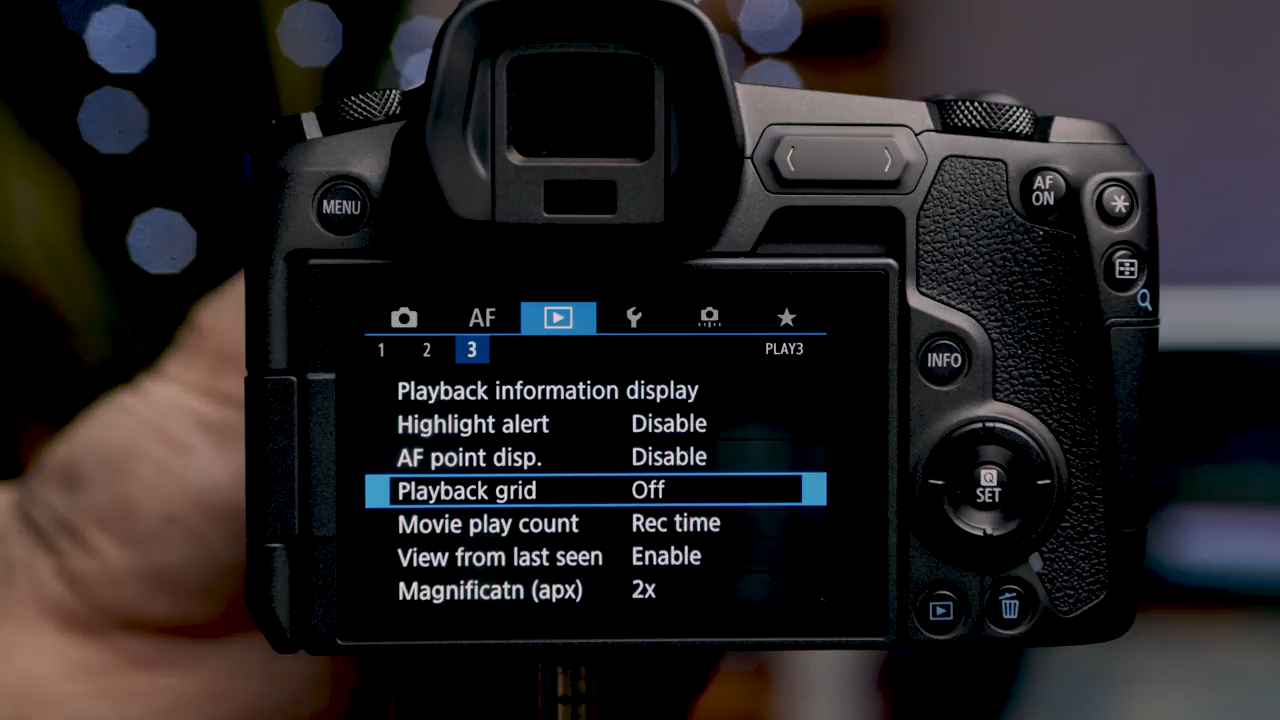 MENU
AF
ON
AF
1 2 3 PLAY3
INFO
Playback information display
Highlight alert Disable
AF point disp. Disable
Playback grid Off
Q
SET
Movie play count Rec time
View from last seen Enable
Magnificatn (apx) 2x